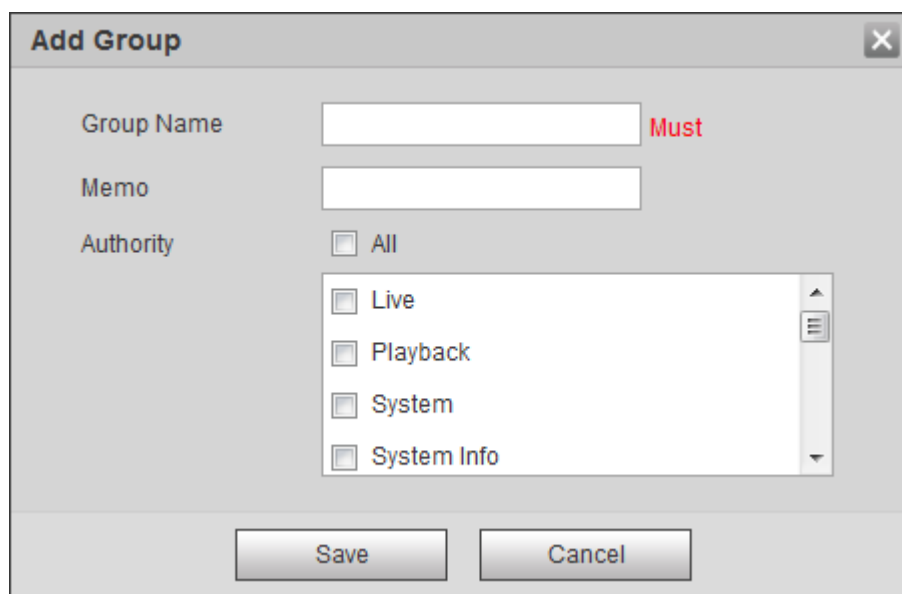 Add Group
Group Name Must
Memo
Authority All
Live
Playback
System
System Info
Save Cancel